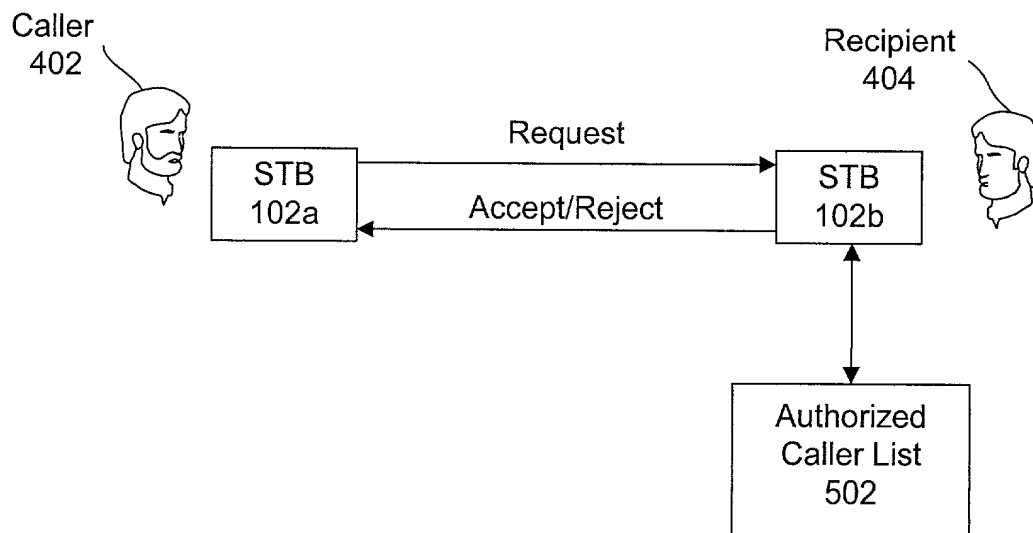 Caller
402
Recipient
404
Request
STB
102a
Accept/Reject
STB
102b
Authorized
Caller List
502